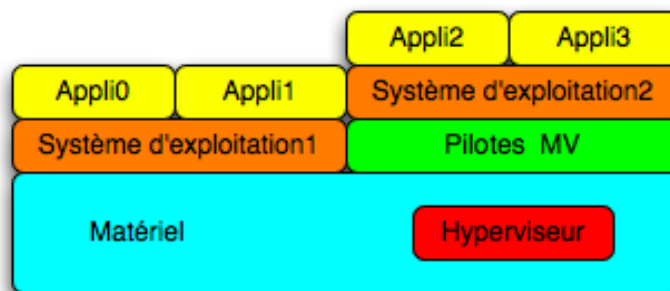 Appli2 Appli3
Appli0 Appli1 Système d'exploitation2
Système d'exploitation1 Pilotes MV
Matériel Hyperviseur